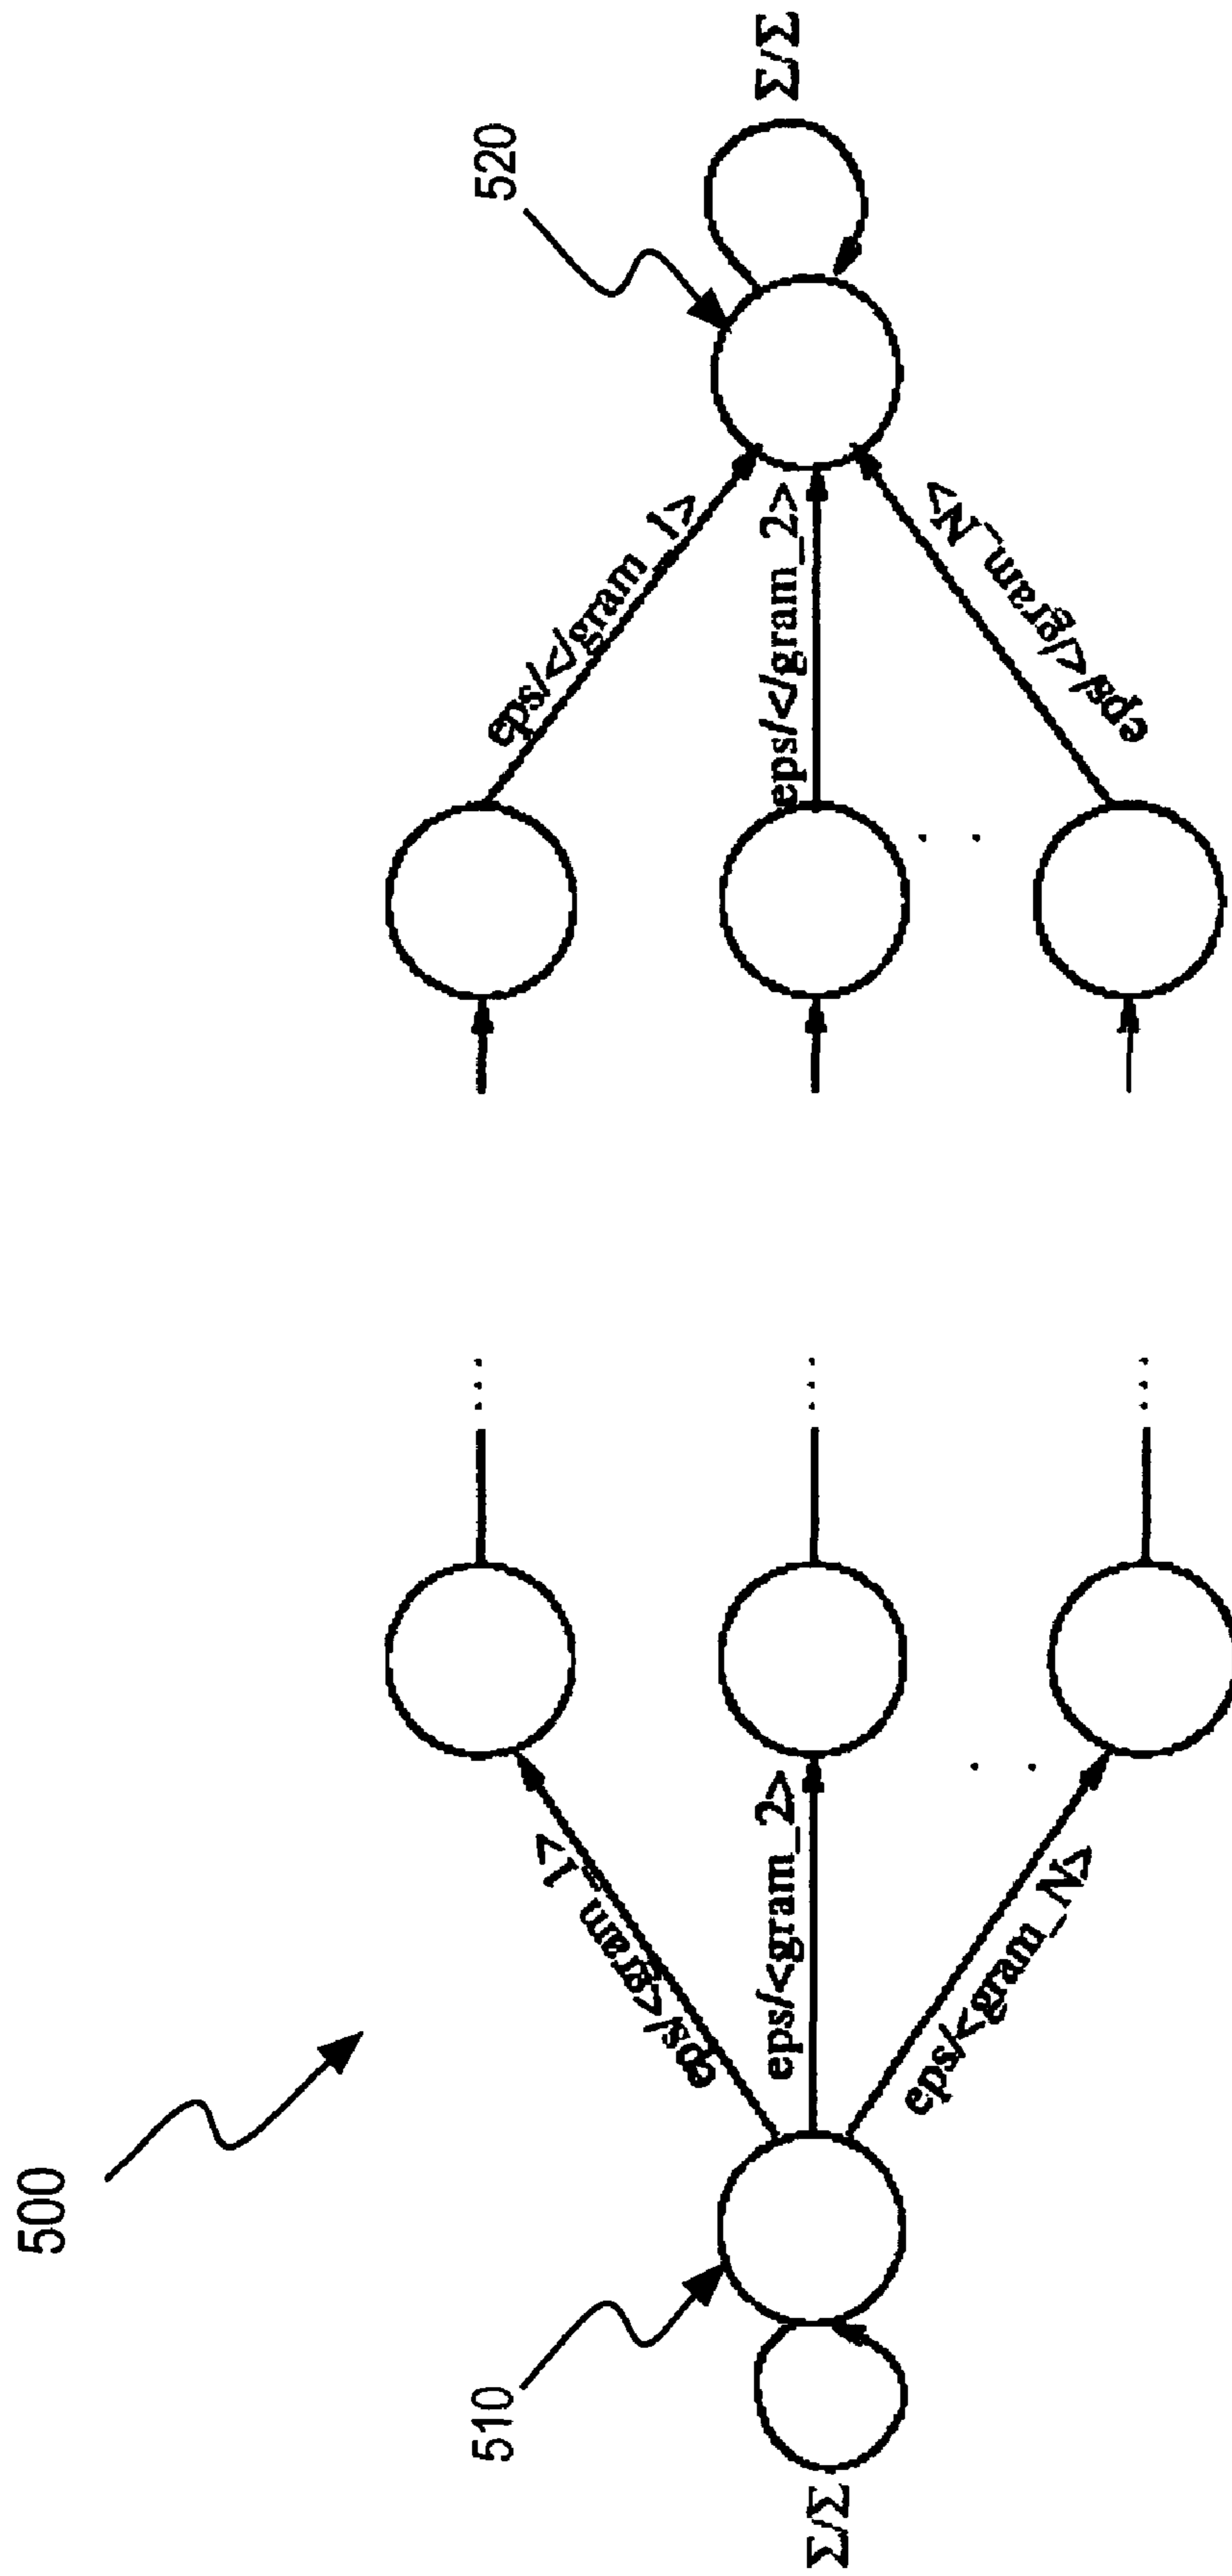 500
510
Σ/Σ
eps/<gram_1>
eps/<gram_2>
eps/<gram_N>
...
...
...
. .
eps/</gram_1>
eps/</gram_2>
eps/</gram_N>
. .
520
Σ/Σ